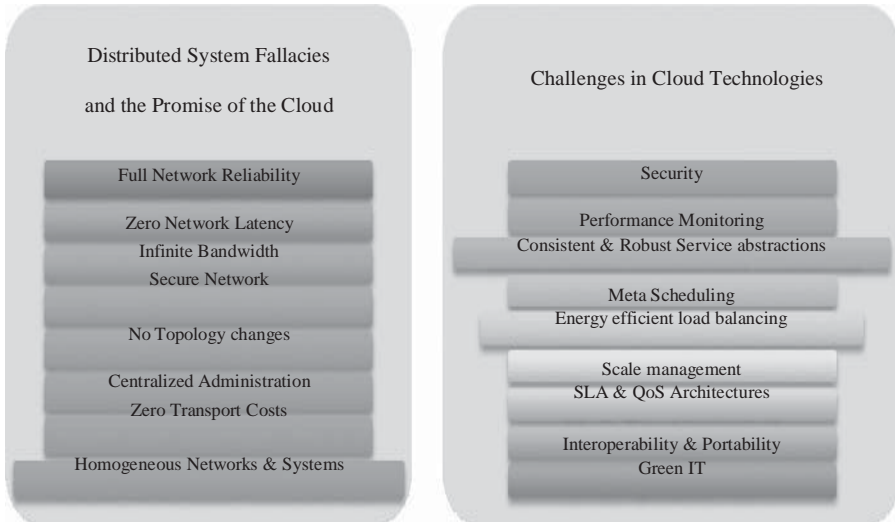 Distributed System Fallacies
and the Promise of the Cloud
Full Network Reliability
Zero Network Latency
Infinite Bandwidth
Secure Network
No Topology changes
Centralized Administration
Zero Transport Costs
Homogeneous Networks & Systems
Challenges in Cloud Technologies
Security
Performance Monitoring
Consistent & Robust Service abstractions
Meta Scheduling
Energy efficient load balancing
Scale management
SLA & QoS Architectures
Interoperability & Portability
Green IT